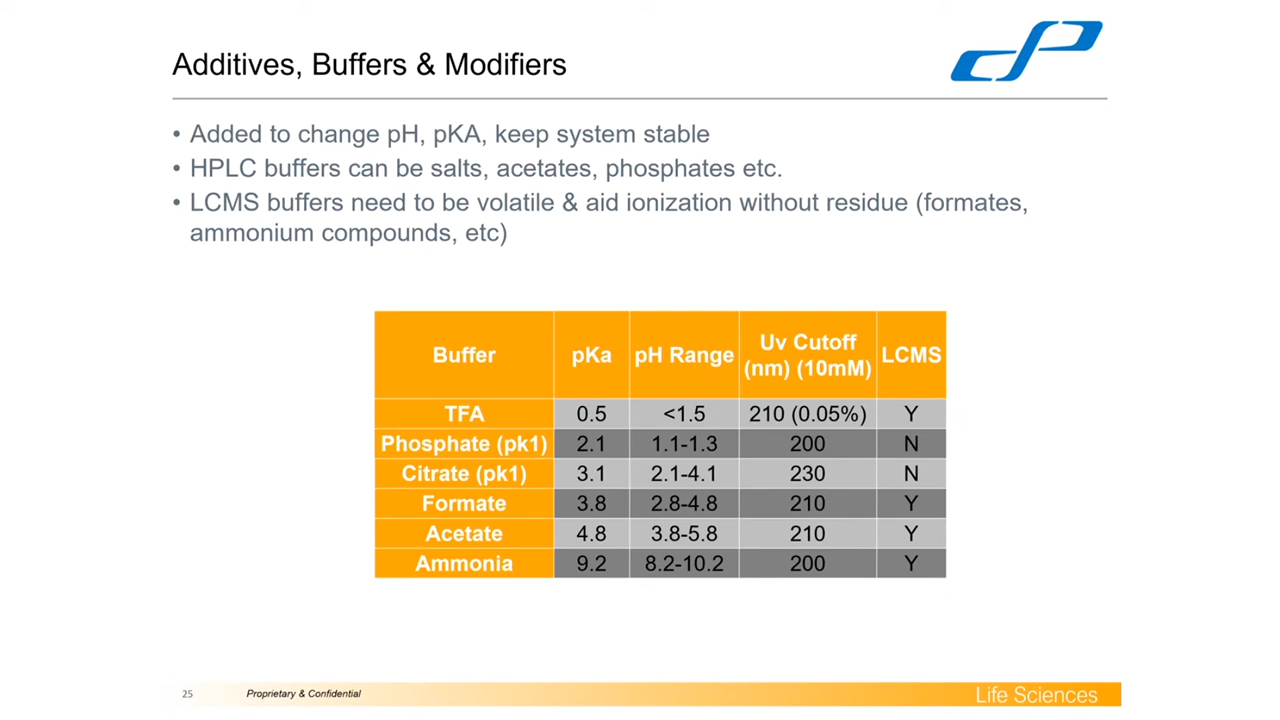 Additives, Buffers & Modifiers
• Added to change pH, pKA, keep system stable
• HPLC buffers can be salts, acetates, phosphates etc.
• LCMS buffers need to be volatile & aid ionization without residue (formates,
ammonium compounds, etc)
Buffer pKa pH Range Uv Cutoff (nm) (10mM) LCMS
TFA 0.5 <1.5 210 (0.05%) Y
Phosphate (pk1) 2.1 1.1-1.3 200 N
Citrate (pk1) 3.1 2.1-4.1 230 N
Formate 3.8 2.8-4.8 210 Y
Acetate 4.8 3.8-5.8 210 Y
Ammonia 9.2 8.2-10.2 200 Y
25 Proprietary & Confidential Life Sciences